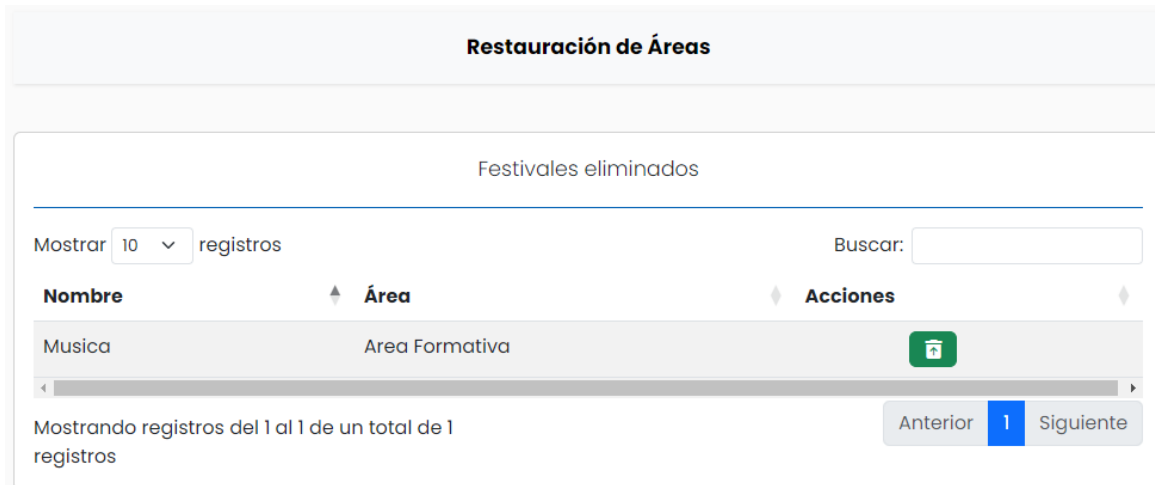 Restauración de Áreas
Festivales eliminados
Mostrar 10 registros Buscar:
Nombre Área Acciones
Musica Area Formativa
Mostrando registros del 1 al 1 de un total de 1
registros
Anterior 1 Siguiente